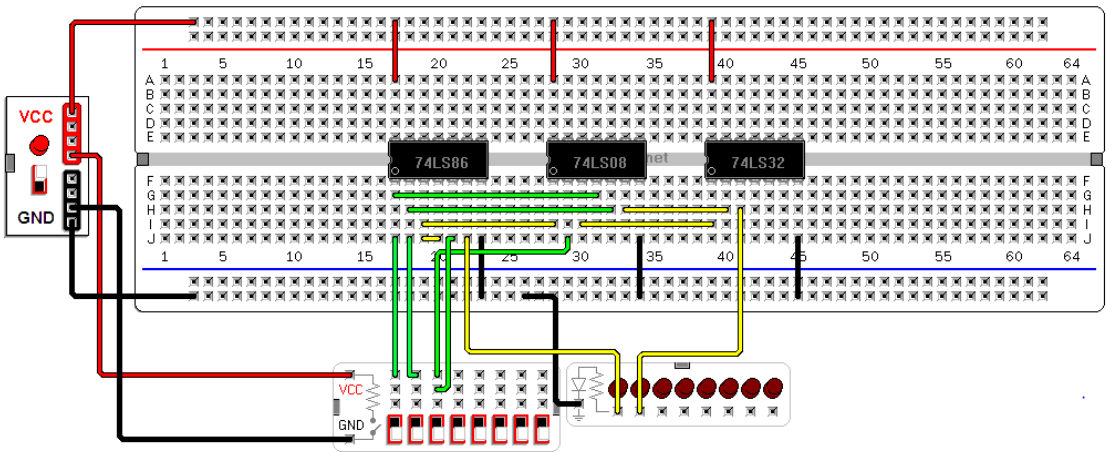 1 5 10 15 20 25 30 35 40 45 50 55 60 64
A A
B B
C C
D D
E E
VCC
GND
74LS86 74LS08 net 74LS32
F F
G G
H H
I I
J J
1 5 10 15 20 25 30 35 40 45 50 55 60 64
VCC
GND